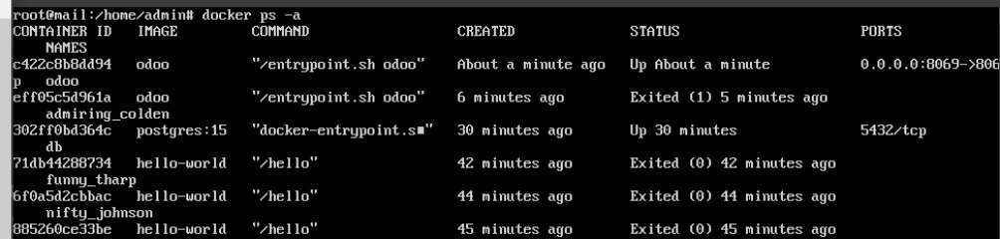 root@mail:/home/admin# docker ps -a
CONTAINER ID   IMAGE         COMMAND                  CREATED              STATUS                      PORTS
    NAMES
c422c8b8dd94   odoo          "/entrypoint.sh odoo"    About a minute ago   Up About a minute           0.0.0.0:8069->806
p   odoo
eff05c5d961a   odoo          "/entrypoint.sh odoo"    6 minutes ago        Exited (1) 5 minutes ago
    admiring_colden
302ff0bd364c   postgres:15   "docker-entrypoint.s■"   30 minutes ago       Up 30 minutes               5432/tcp
    db
71db44288734   hello-world   "/hello"                 42 minutes ago       Exited (0) 42 minutes ago
    funny_tharp
6f0a5d2cbbac   hello-world   "/hello"                 44 minutes ago       Exited (0) 44 minutes ago
    nifty_johnson
885260ce33be   hello-world   "/hello"                 45 minutes ago       Exited (0) 45 minutes ago